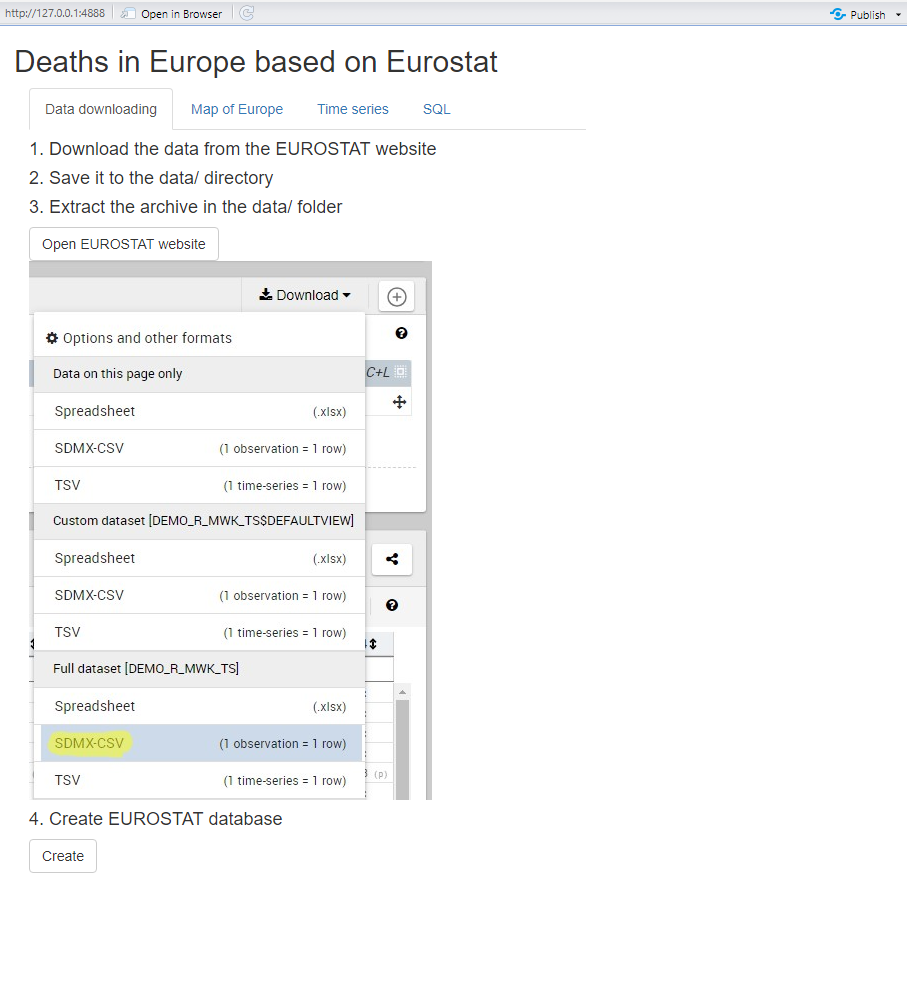 http://127.0.0.1:4888 Open in Browser Publish
Deaths in Europe based on Eurostat
Data downloading Map of Europe Time series SQL
1. Download the data from the EUROSTAT website
2. Save it to the data/ directory
3. Extract the archive in the data/ folder
Open EUROSTAT website
Download
Options and other formats
Data on this page only C+L
Spreadsheet (.xlsx)
SDMX-CSV (1 observation = 1 row)
TSV (1 time-series = 1 row)
Custom dataset [DEMO_R_MWK_TS$DEFAULTVIEW]
Spreadsheet (.xlsx)
SDMX-CSV (1 observation = 1 row)
TSV (1 time-series = 1 row)
Full dataset [DEMO_R_MWK_TS]
Spreadsheet (.xlsx)
SDMX-CSV (1 observation = 1 row)
TSV (1 time-series = 1 row) (p)
4. Create EUROSTAT database
Create